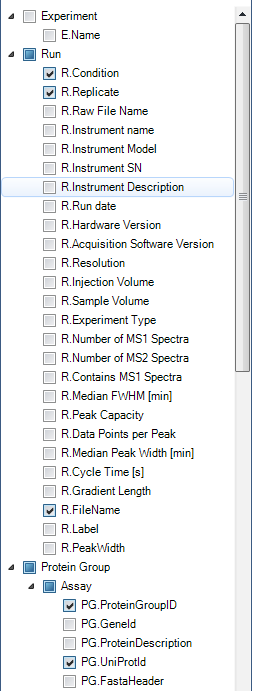 Experiment
E.Name
Run
R.Condition
R.Replicate
R.Raw File Name
R.Instrument name
R.Instrument Model
R.Instrument SN
R.Instrument Description
R.Run date
R.Hardware Version
R.Acquisition Software Version
R.Resolution
R.Injection Volume
R.Sample Volume
R.Experiment Type
R.Number of MS1 Spectra
R.Number of MS2 Spectra
R.Contains MS1 Spectra
R.Median FWHM [min]
R.Peak Capacity
R.Data Points per Peak
R.Median Peak Width [min]
R.Cycle Time [s]
R.Gradient Length
R.FileName
R.Label
R.PeakWidth
Protein Group
Assay
PG.ProteinGroupID
PG.GeneId
PG.ProteinDescription
PG.UniProtId
PG.FastaHeader